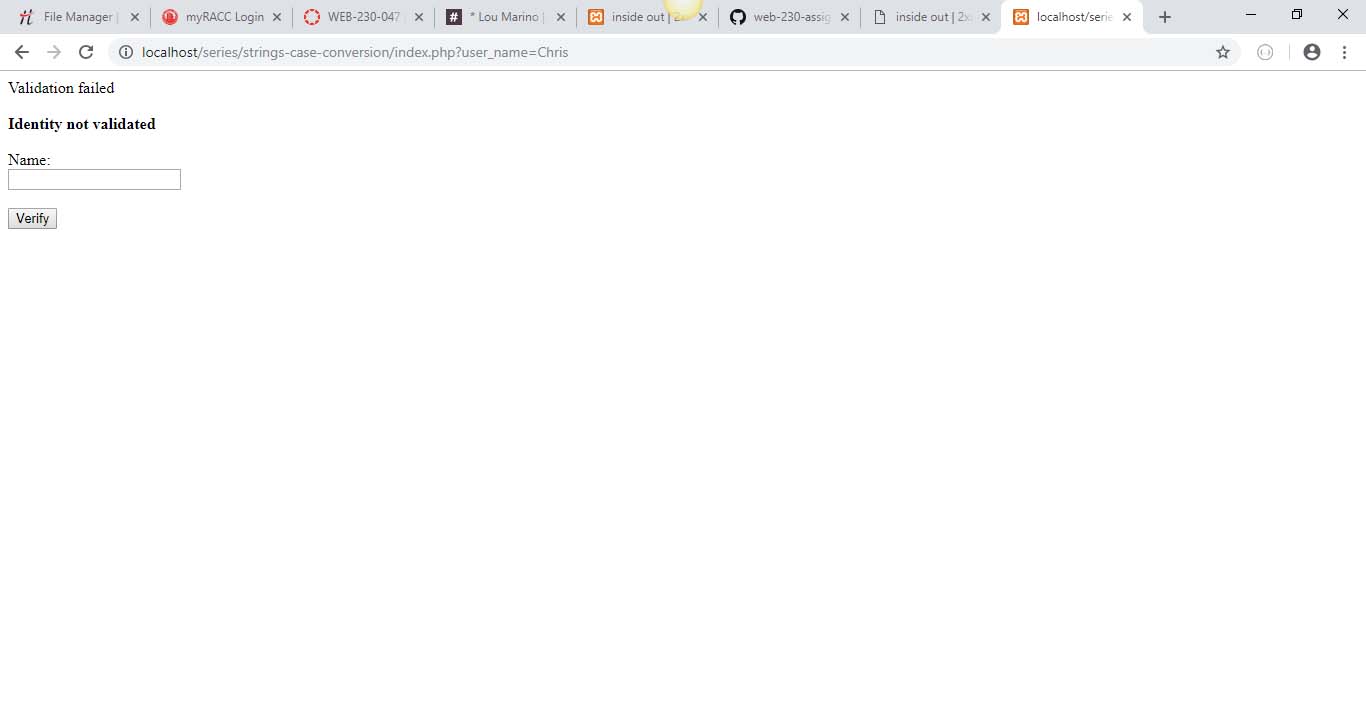 File Manager |
myRACC Login
WEB-230-047
* Lou Marino |
inside out |
web-230-assig
inside out | 2x
localhost/serie
localhost/series/strings-case-conversion/index.php?user_name=Chris
Validation failed
Identity not validated
Name:
Verify